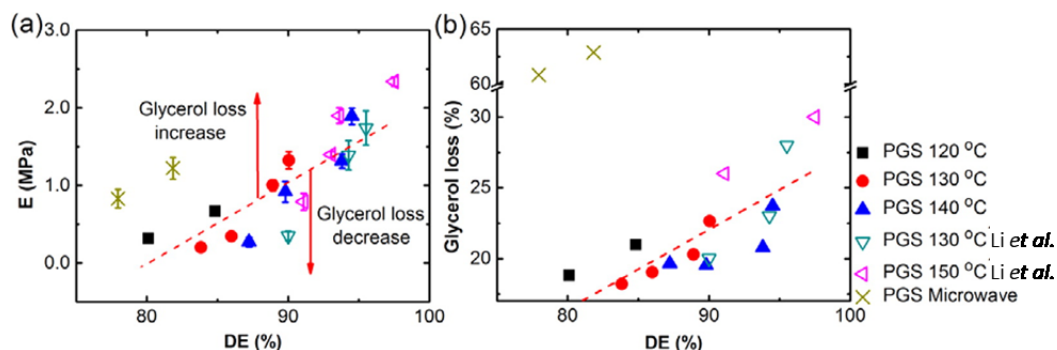 (a)
3.0
2.0
1.0
0.0
E (MPa)
Glycerol loss
increase
Glycerol loss
decrease
80
90
100
DE (%)
(b)
65
60
30
25
20
Glycerol loss (%)
80
90
100
DE (%)
PGS 120 °C
PGS 130 °C
PGS 140 °C
PGS 130 °C Li et al.
PGS 150 °C Li et al.
PGS Microwave